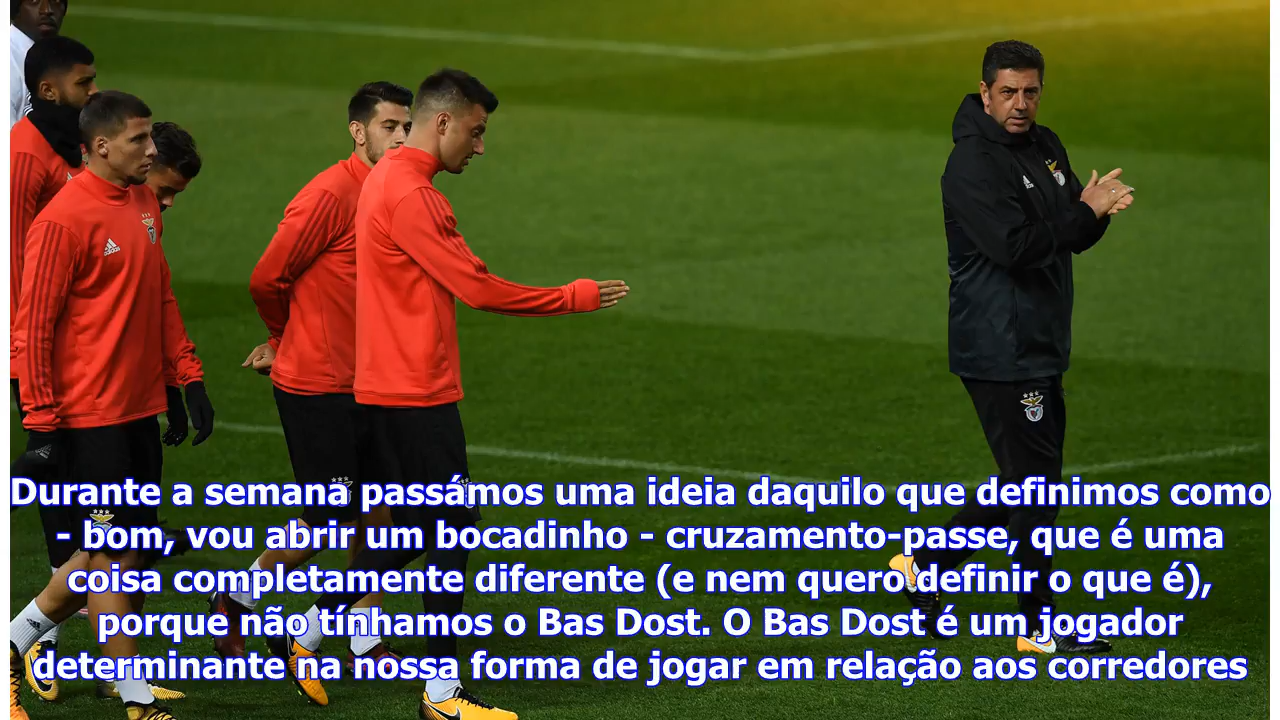 adidas
Durante a semana passámos uma ideia daquilo que definimos como
- bom, vou abrir um bocadinho - cruzamento-passe, que é uma
coisa completamente diferente (e nem quero definir o que é),
porque não tínhamos o Bas Dost. O Bas Dost é um jogador
determinante na nossa forma de jogar em relação aos corredores